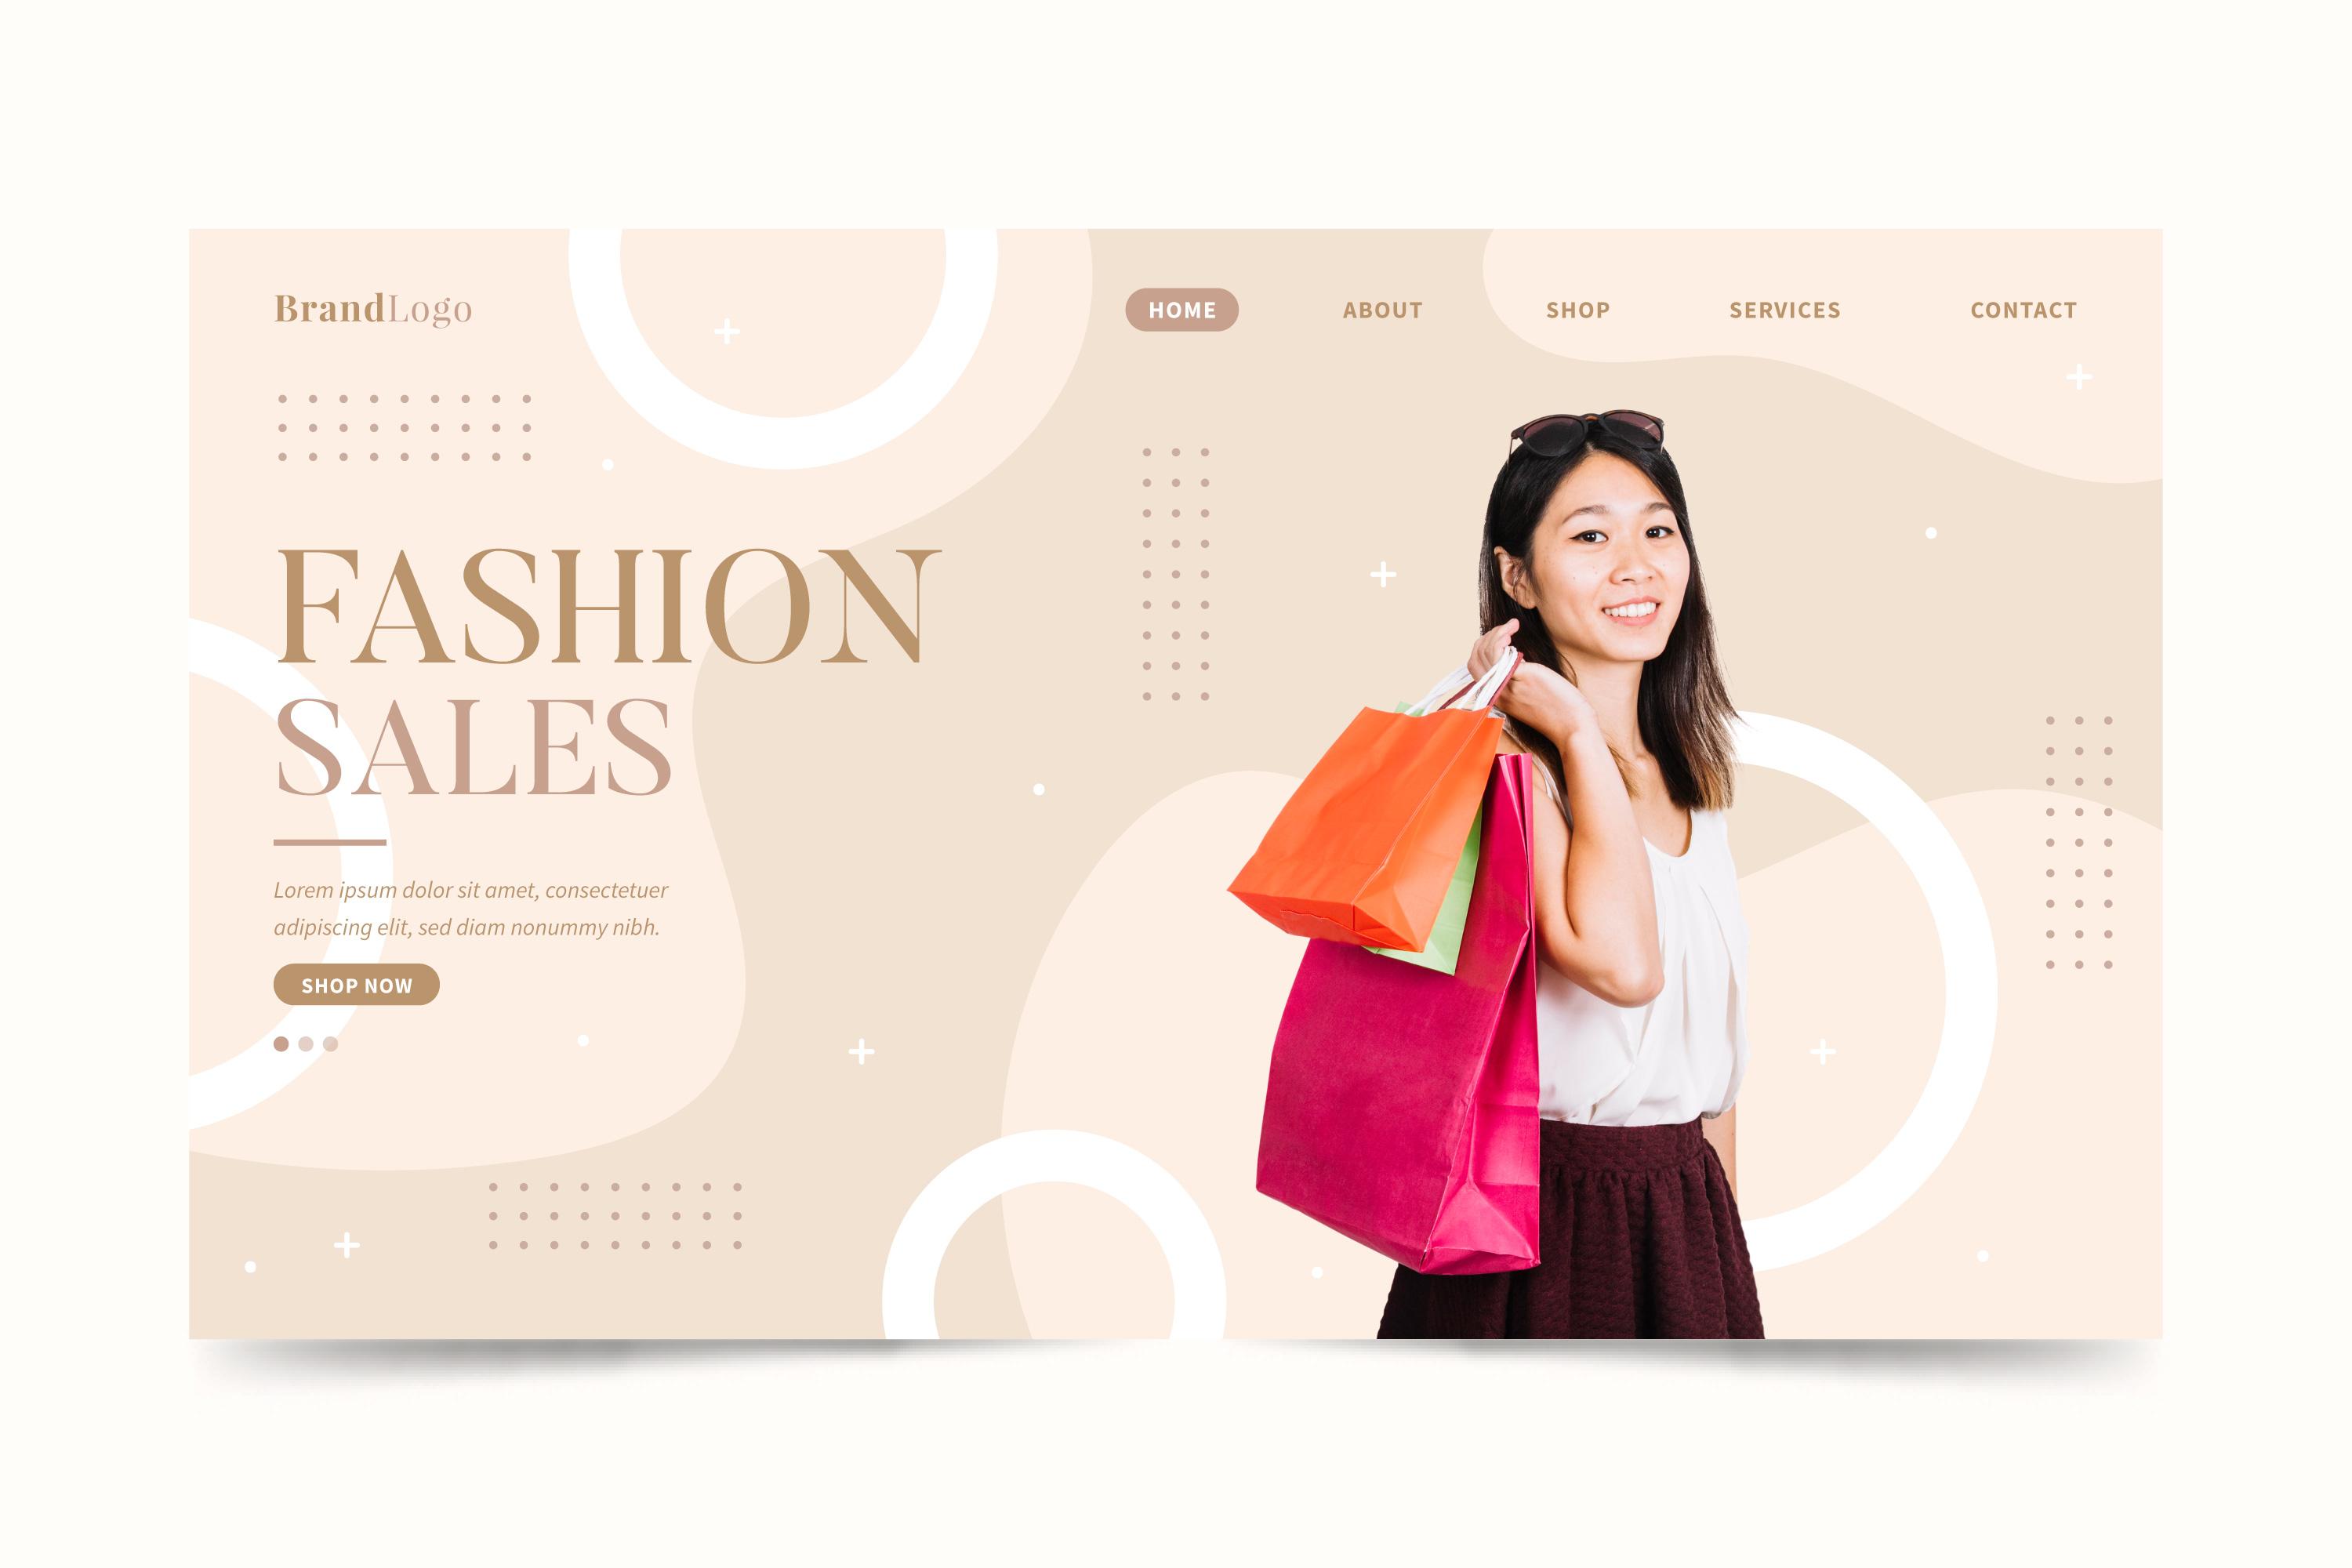 BrandLogo
HOME ABOUT SHOP SERVICES CONTACT
FASHION
SALES
Lorem ipsum dolor sit amet, consectetuer
adipiscing elit, sed diam nonummy nibh.
SHOP NOW